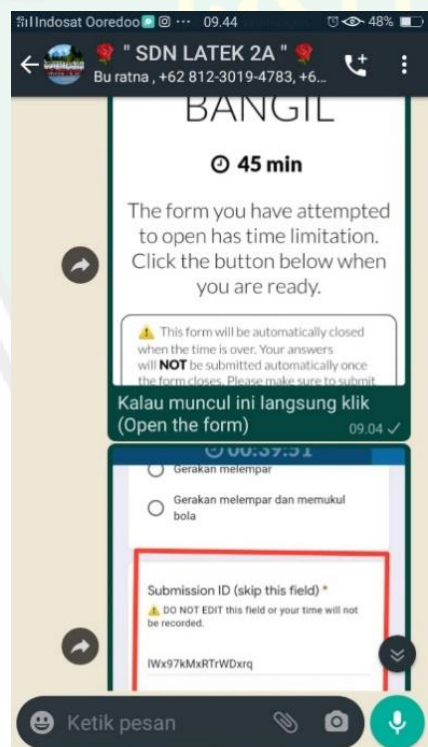 Indosat Ooredoo ... 09.44 48%
" SDN LATEK 2A "
Bu ratna , +62 812-3019-4783, +6...
BANGIL
45 min
The form you have attempted
to open has time limitation.
Click the button below when
you are ready.
This form will be automatically closed
when the time is over. Your answers
will NOT be submitted automatically once
the form closes. Please make sure to submit
Kalau muncul ini langsung klik
(Open the form)
09.04
00:39:51
Gerakan melempar
Gerakan melempar dan memukul
bola
Submission ID (skip this field) *
DO NOT EDIT this field or your time will not
be recorded.
IWx97kMxRTrWDxrq
Ketik pesan